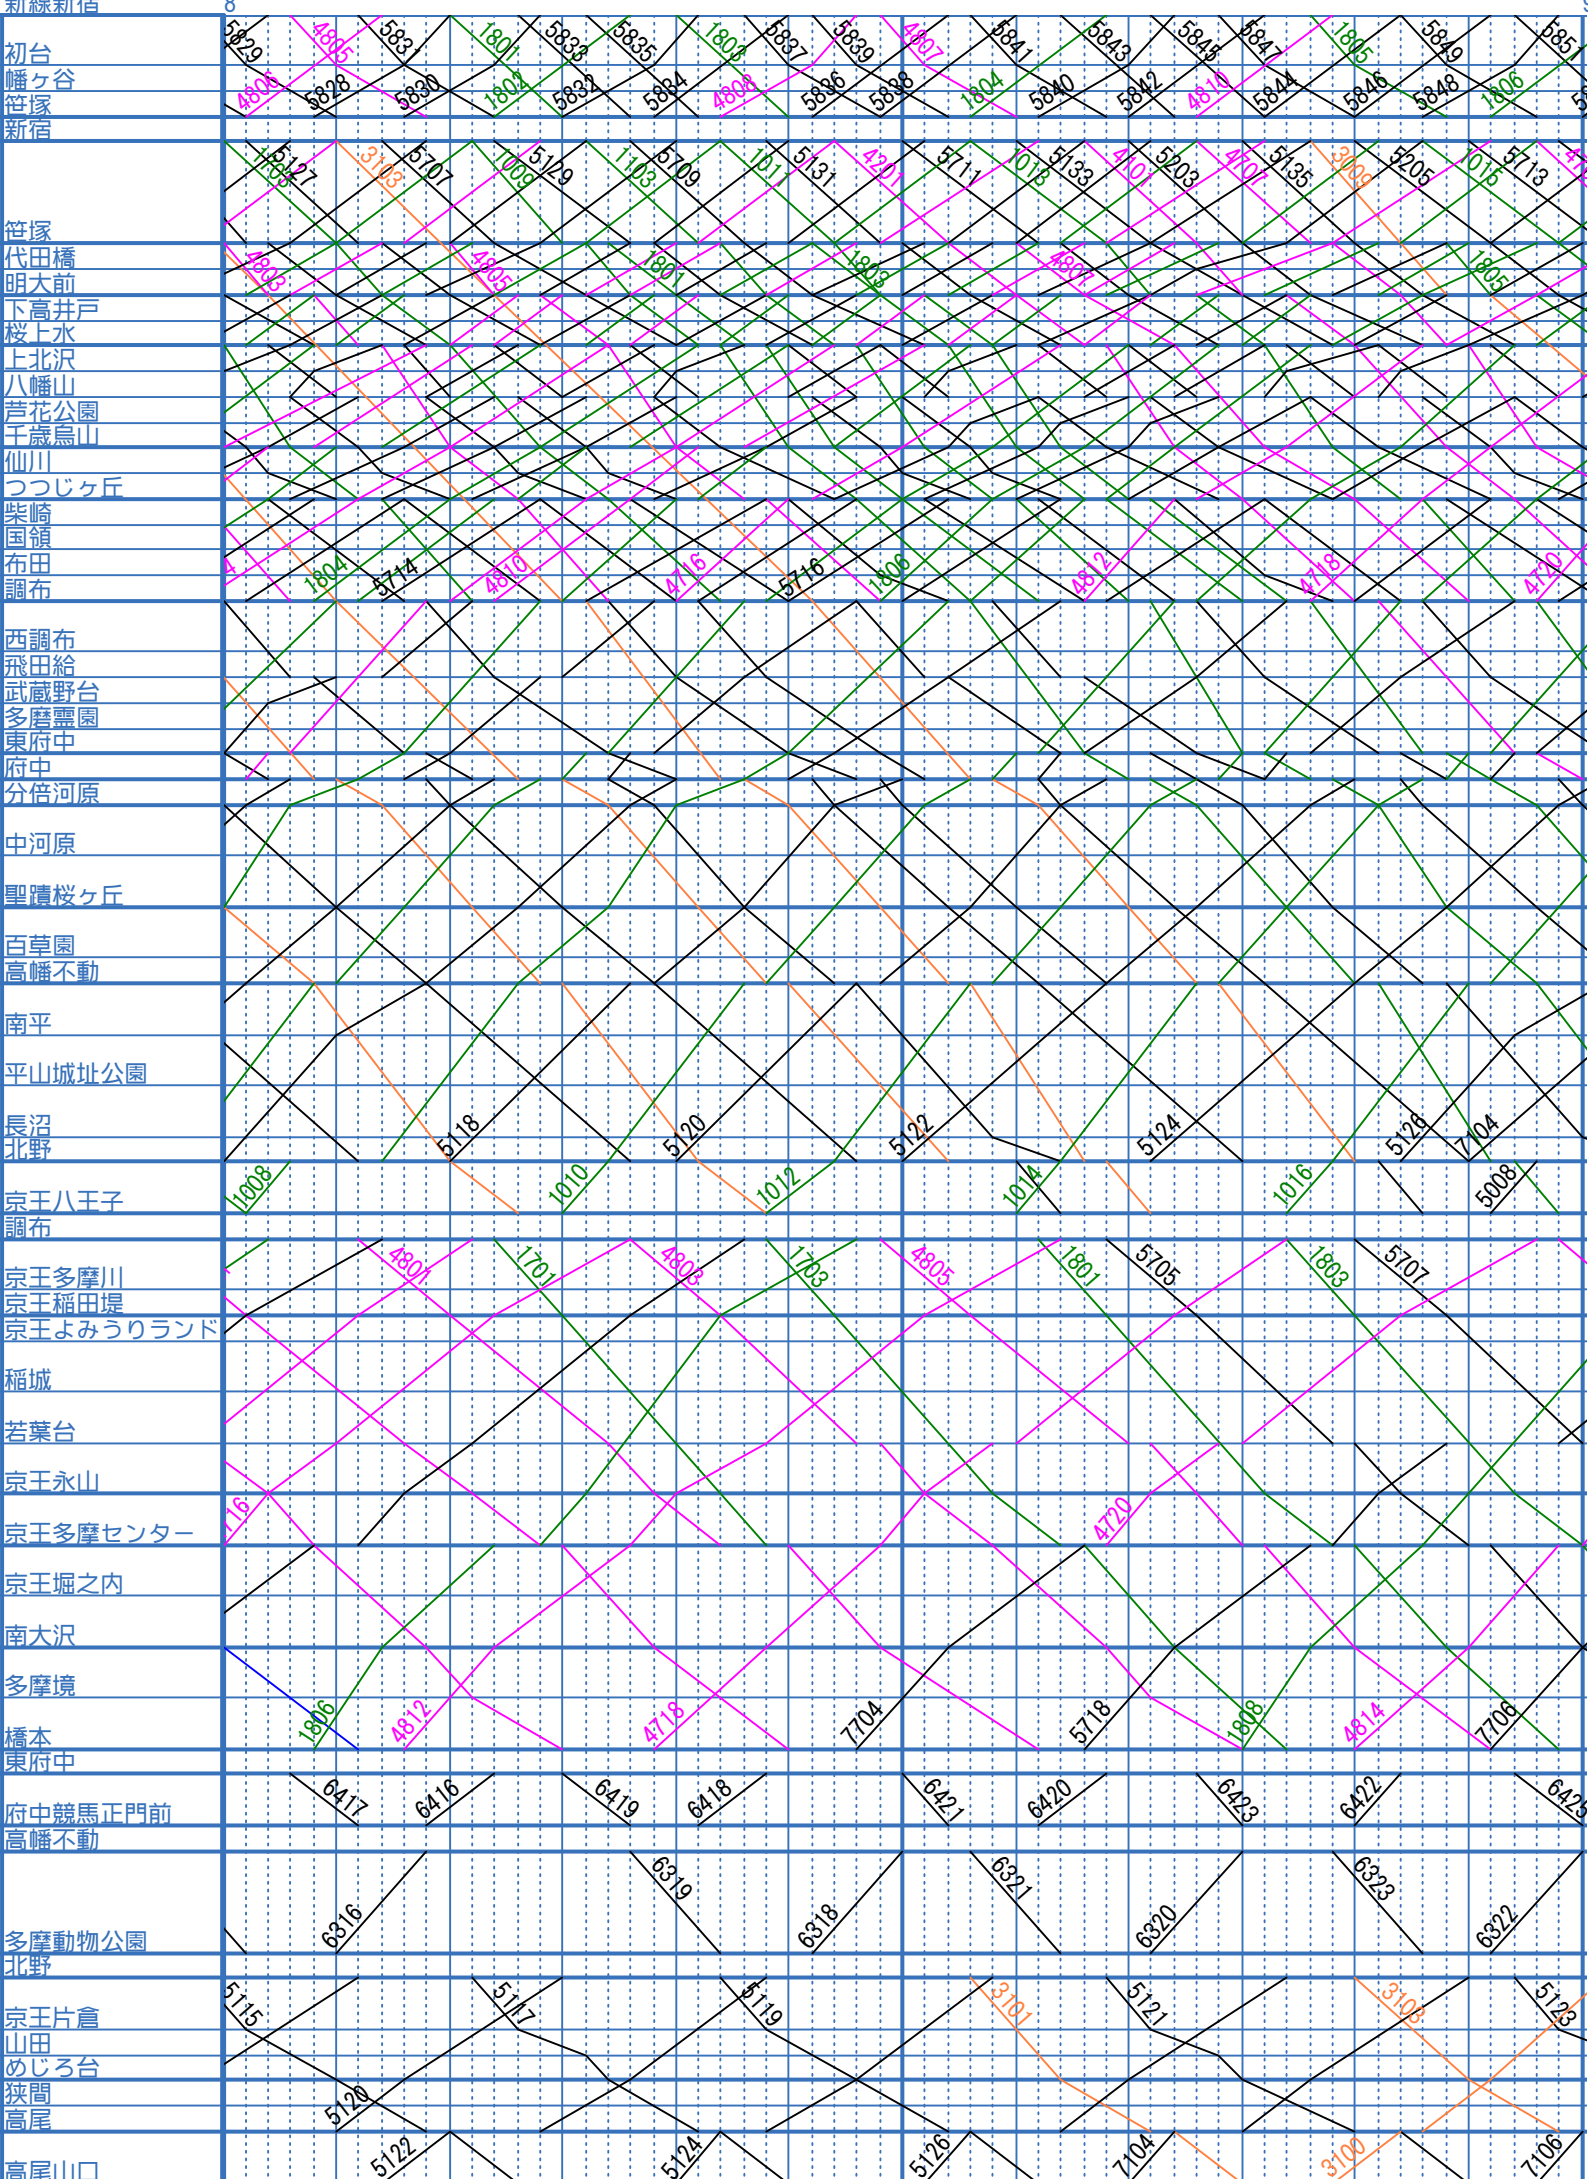 新線新宿 8
5829 4805 5831 1801 5833 5835 1803 5837 5839 4807 5841 5843 5845 5847 1805 5849 5851
初台
幡ヶ谷
4806 5828 5830 1802 5832 5834 4808 5836 5838 1804 5840 5842 4810 5844 5846 5848 1806
笹塚
新宿
5127 3103 5707 1009 5129 1103 5709 1011 5131 4201 5711 1013 5133 4101 5203 4707 5135 3009 5205 1015 5713
笹塚
代田橋
4803 4805 1801 1803 4807 1805
明大前
下高井戸
桜上水
上北沢
八幡山
芦花公園
千歳烏山
仙川
つつじヶ丘
柴崎
国領
布田
1804 5714 4810 4716 5716 1806 4812 4718 4720
調布
西調布
飛田給
武蔵野台
多磨霊園
東府中
府中
分倍河原
中河原
聖蹟桜ヶ丘
百草園
高幡不動
南平
平山城址公園
長沼
5118 5120 5122 5124 5126 7104
北野
1008 1010 1012 1014 1016 5008
京王八王子
調布
4801 1701 4803 1703 4805 1801 5705 1803 5707
京王多摩川
京王稲田堤
京王よみうりランド
稲城
若葉台
京王永山
716 4720
京王多摩センター
京王堀之内
南大沢
多摩境
1806 4812 4718 7704 5718 1808 4814 7706
橋本
東府中
6417 6416 6419 6418 6421 6420 6423 6422 6425
府中競馬正門前
高幡不動
6316 6319 6318 6321 6320 6323 6322
多摩動物公園
北野
5115 5117 5119 3101 5121 3103 5123
京王片倉
山田
めじろ台
狭間
5120
高尾
5122 5124 5126 7104 3100 7106
高尾山口